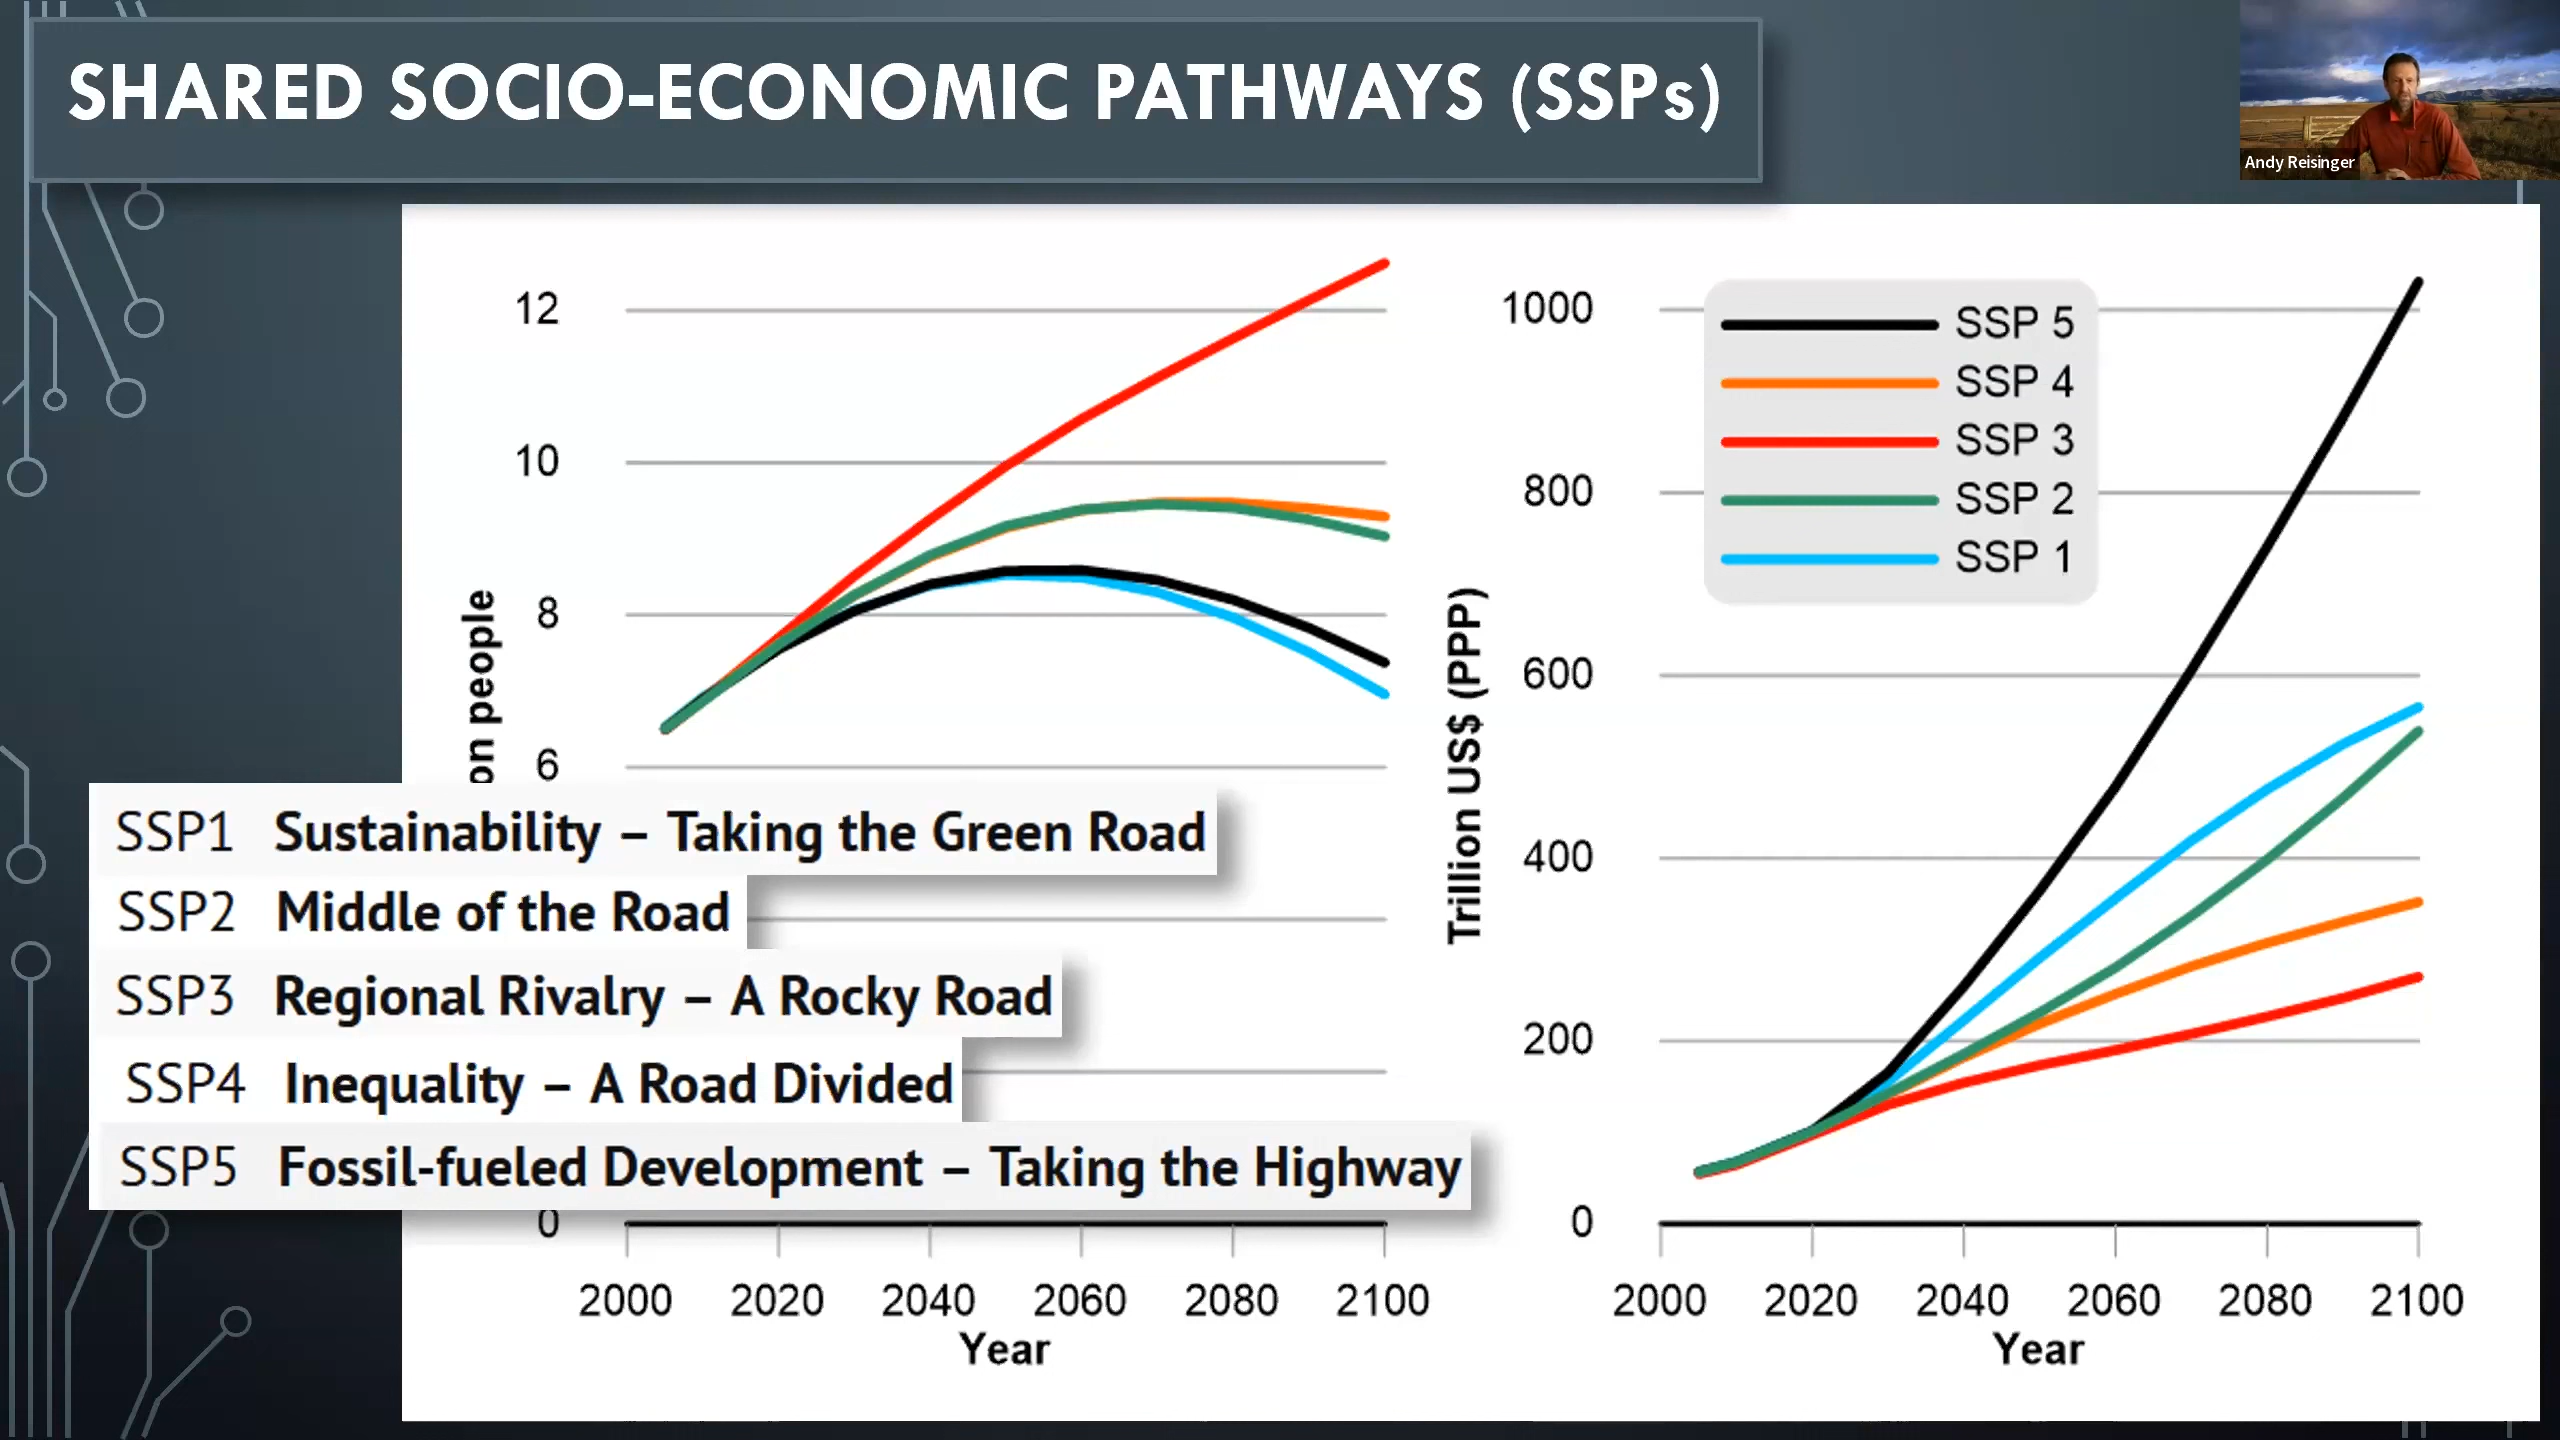 SHARED SOCIO-ECONOMIC PATHWAYS (SSPs)
Andy Reisinger
12
10
8
6
0
on people
2000 2020 2040 2060 2080 2100
Year
SSP1 Sustainability – Taking the Green Road
SSP2 Middle of the Road
SSP3 Regional Rivalry – A Rocky Road
SSP4 Inequality – A Road Divided
SSP5 Fossil-fueled Development – Taking the Highway
1000
800
600
400
200
0
Trillion US$ (PPP)
SSP 5
SSP 4
SSP 3
SSP 2
SSP 1
2000 2020 2040 2060 2080 2100
Year